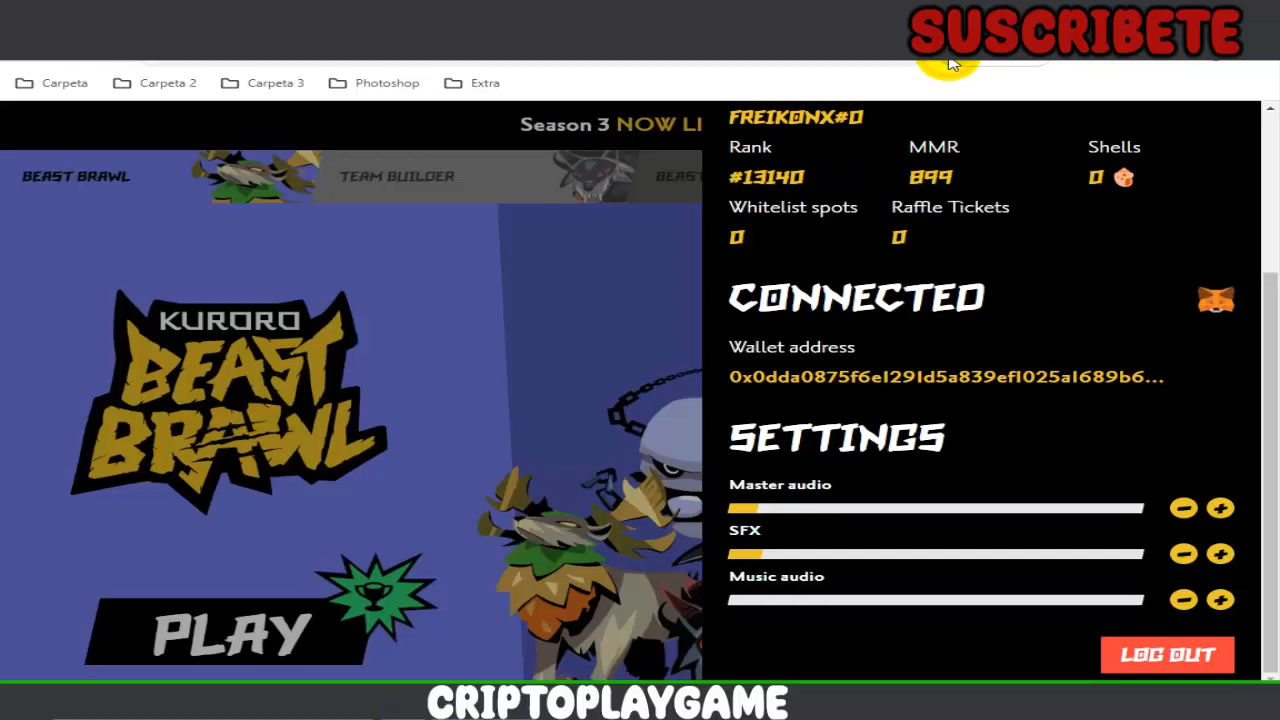 SUSCRIBETE
Carpeta Carpeta 2 Carpeta 3 Photoshop Extra
Season 3 NOW LI
BEAST BRAWL TEAM BUILDER BEAST
FREIKONX#0
Rank MMR Shells
#13140 899 0
Whitelist spots Raffle Tickets
0 0
CONNECTED
Wallet address
0x0dda0875f6e1291d5a839ef1025a1689b6...
SETTINGS
Master audio
SFX
Music audio
LOG OUT
KURORO
BEAST
BRAWL
PLAY
CRIPTOPLAYGAME